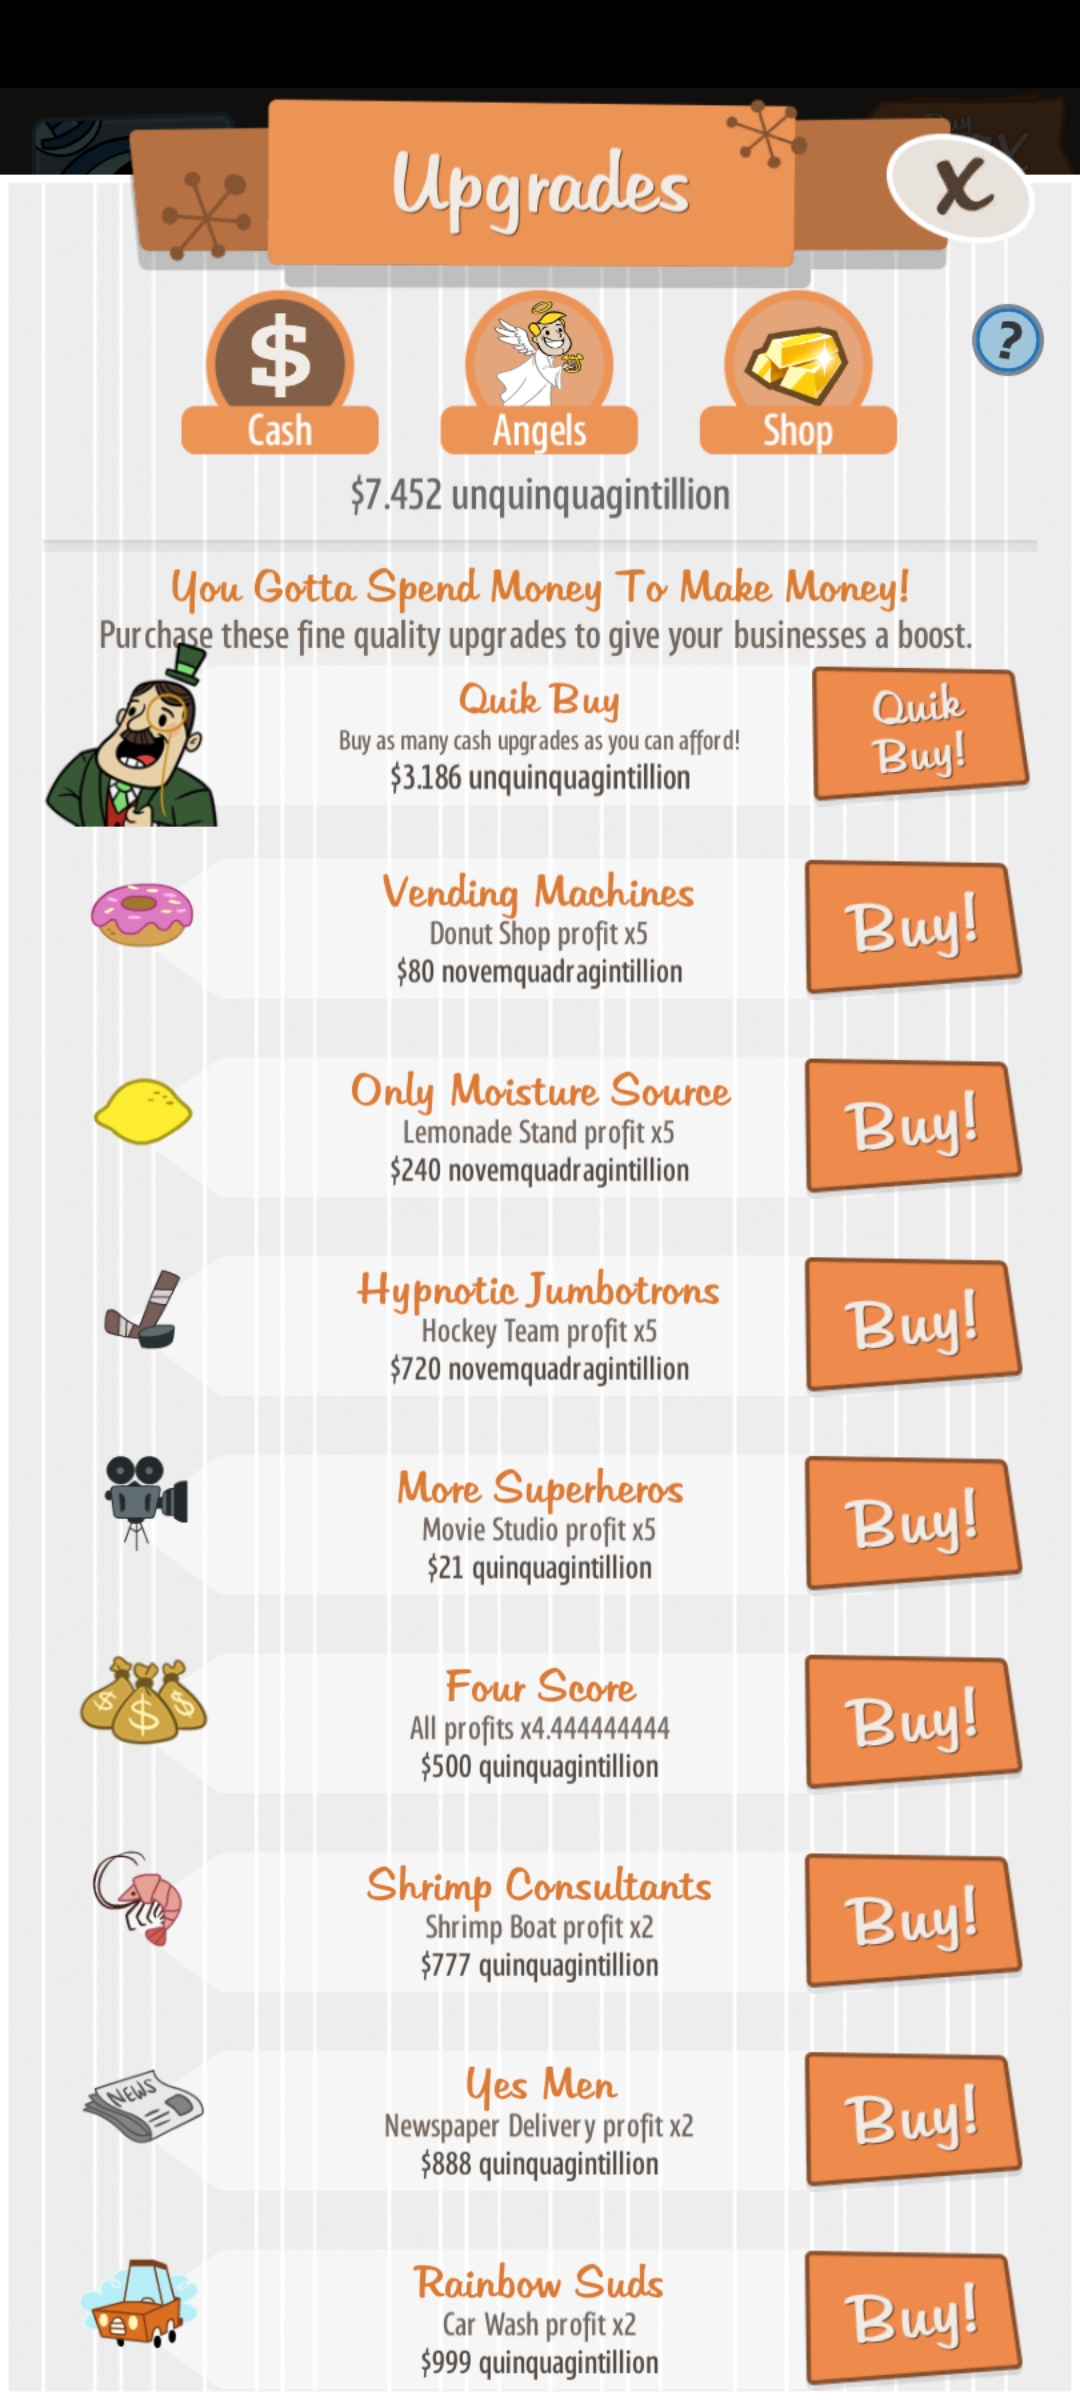 Upgrades
X
$
Cash
Angels
Shop
?
$7.452 unquinquagintillion
You Gotta Spend Money To Make Money!
Purchase these fine quality upgrades to give your businesses a boost.
Quik Buy
Buy as many cash upgrades as you can afford!
$3.186 unquinquagintillion
Quik
Buy!
Vending Machines
Donut Shop profit x5
$80 novemquadragintillion
Buy!
Only Moisture Source
Lemonade Stand profit x5
$240 novemquadragintillion
Buy!
Hypnotic Jumbotrons
Hockey Team profit x5
$720 novemquadragintillion
Buy!
More Superheros
Movie Studio profit x5
$21 quinquagintillion
Buy!
$ $ $
Four Score
All profits x4.444444444
$500 quinquagintillion
Buy!
Shrimp Consultants
Shrimp Boat profit x2
$777 quinquagintillion
Buy!
NEWS
Yes Men
Newspaper Delivery profit x2
$888 quinquagintillion
Buy!
Rainbow Suds
Car Wash profit x2
$999 quinquagintillion
Buy!